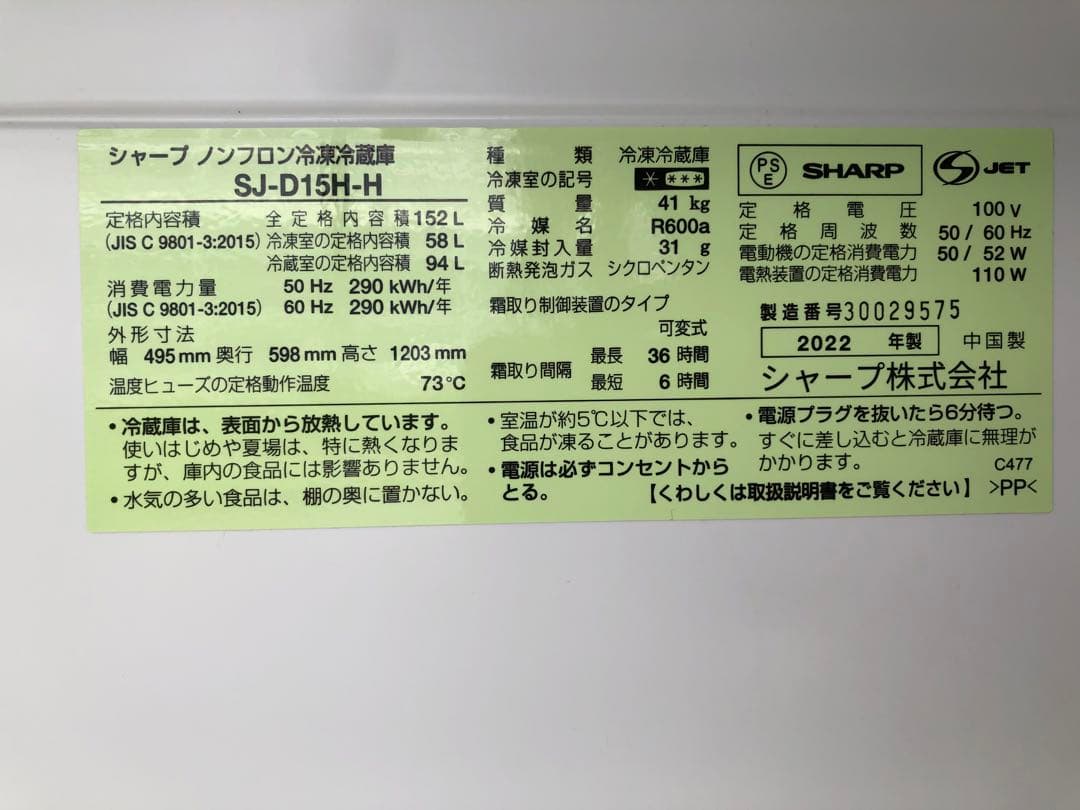 シャープ ノンフロン冷凍冷蔵庫
SJ-D15H-H
定格内容積 全定格内容積 152 L
(JIS C 9801-3:2015) 冷凍室の定格内容積 58 L
冷蔵室の定格内容積 94 L
消費電力量 50 Hz 290 kWh/年
(JIS C 9801-3:2015) 60 Hz 290 kWh/年
外形寸法
幅 495 mm 奥行 598 mm 高さ 1203 mm
温度ヒューズの定格動作温度 73℃
種類 冷凍冷蔵庫
冷凍室の記号 * ***
質量 41 kg
冷媒名 R600a
冷媒封入量 31 g
断熱発泡ガス シクロペンタン
霜取り制御装置のタイプ
可変式
霜取り間隔 最長 36 時間
最短 6 時間
PSE SHARP S JET
定格電圧 100 V
定格周波数 50 / 60 Hz
電動機の定格消費電力 50 / 52 W
電熱装置の定格消費電力 110 W
製造番号 30029575
2022 年製 中国製
シャープ株式会社
・冷蔵庫は、表面から放熱しています。
使いはじめや夏場は、特に熱くなりま
すが、庫内の食品には影響ありません。
・水気の多い食品は、棚の奥に置かない。
・室温が約5℃以下では、
食品が凍ることがあります。
・電源は必ずコンセントから
とる。
・電源プラグを抜いたら6分待つ。
すぐに差し込むと冷蔵庫に無理が
かかります。
C477
【くわしくは取扱説明書をご覧ください】 >PP<